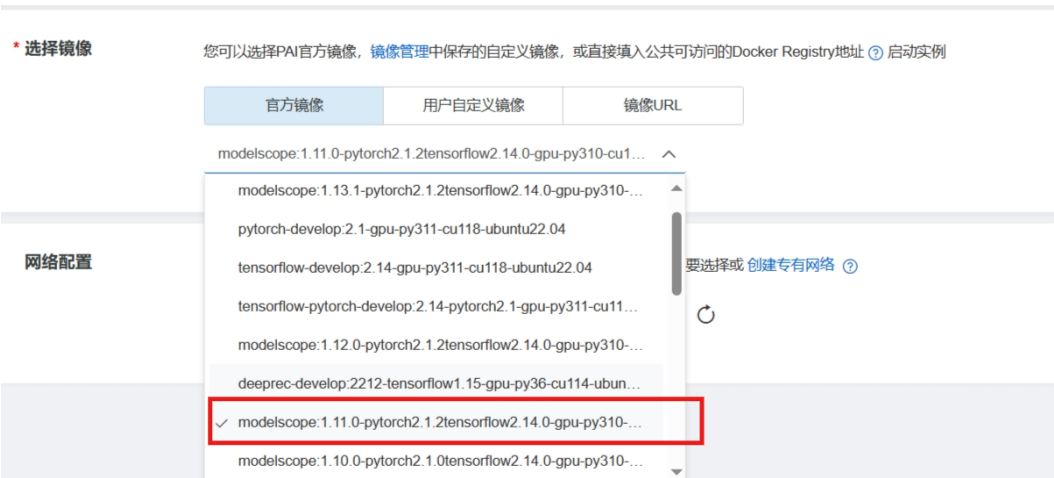 * 选择镜像
您可以选择PAI官方镜像，镜像管理中保存的自定义镜像，或直接填入公共可访问的Docker Registry地址 ? 启动实例
官方镜像 用户自定义镜像 镜像URL
modelscope:1.11.0-pytorch2.1.2tensorflow2.14.0-gpu-py310-cu1...
modelscope:1.13.1-pytorch2.1.2tensorflow2.14.0-gpu-py310-...
pytorch-develop:2.1-gpu-py311-cu118-ubuntu22.04
网络配置
tensorflow-develop:2.14-gpu-py311-cu118-ubuntu22.04
要选择或 创建专有网络 ?
tensorflow-pytorch-develop:2.14-pytorch2.1-gpu-py311-cu11...
modelscope:1.12.0-pytorch2.1.2tensorflow2.14.0-gpu-py310-...
deeprec-develop:2212-tensorflow1.15-gpu-py36-cu114-ubun...
modelscope:1.11.0-pytorch2.1.2tensorflow2.14.0-gpu-py310-...
modelscope:1.10.0-pytorch2.1.0tensorflow2.14.0-gpu-py310-...